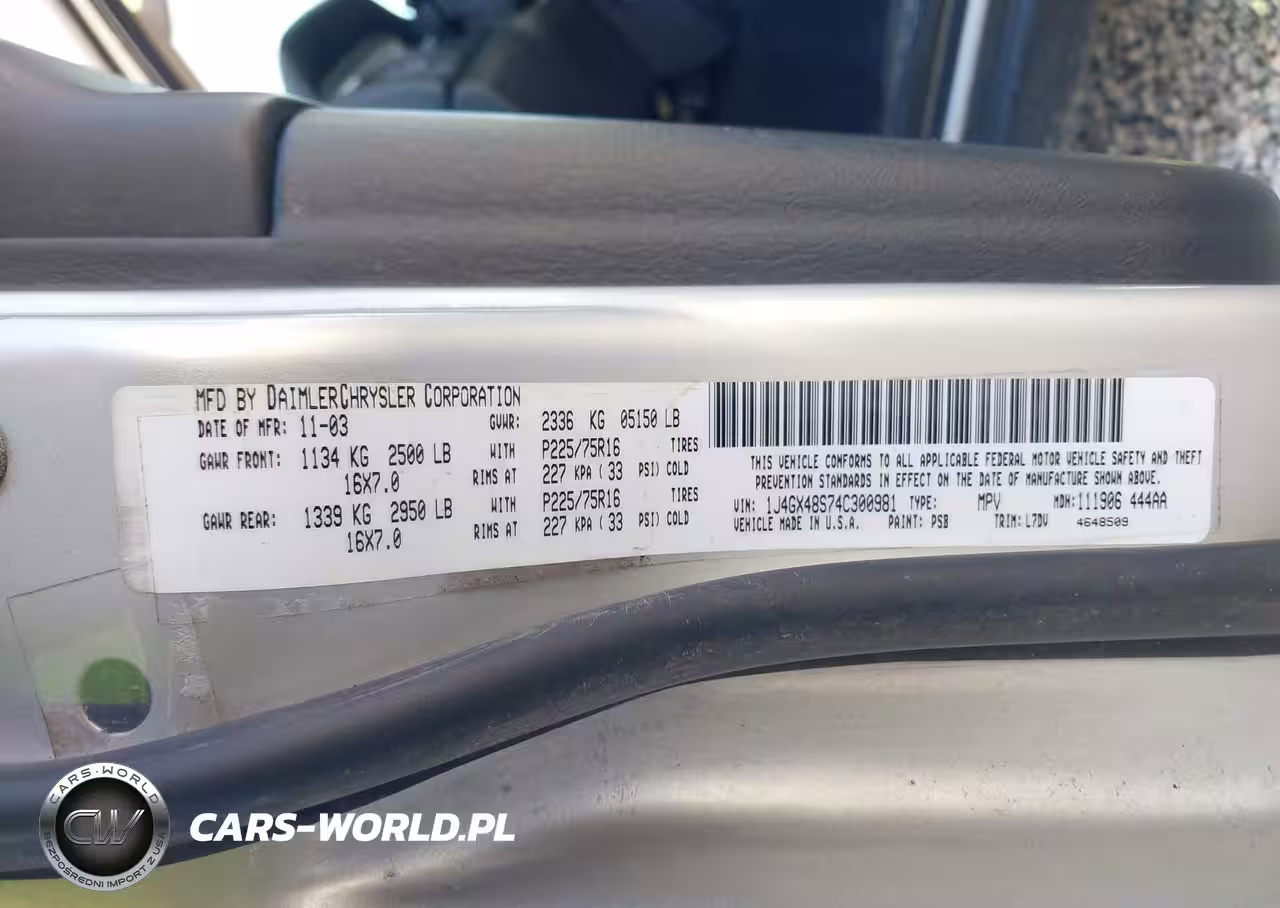 MFD BY DAIMLERCHRYSLER CORPORATION
DATE OF MFR: 11-03 GVWR: 2336 KG 05150 LB
GAWR FRONT: 1134 KG 2500 LB WITH P225/75R16 TIRES
16X7.0 RIMS AT 227 KPA ( 33 PSI) COLD
GAWR REAR: 1339 KG 2950 LB WITH P225/75R16 TIRES
16X7.0 RIMS AT 227 KPA ( 33 PSI) COLD
THIS VEHICLE CONFORMS TO ALL APPLICABLE FEDERAL MOTOR VEHICLE SAFETY AND THEFT
PREVENTION STANDARDS IN EFFECT ON THE DATE OF MANUFACTURE SHOWN ABOVE.
VIN: 1J4GX48S74C300981 TYPE: MPV MDH: 111906 444AA
VEHICLE MADE IN U.S.A. PAINT: PSB TRIM: L7DV 4648509
CARS-WORLD
CW
BEZPOŚREDNI IMPORT Z USA
CARS-WORLD.PL